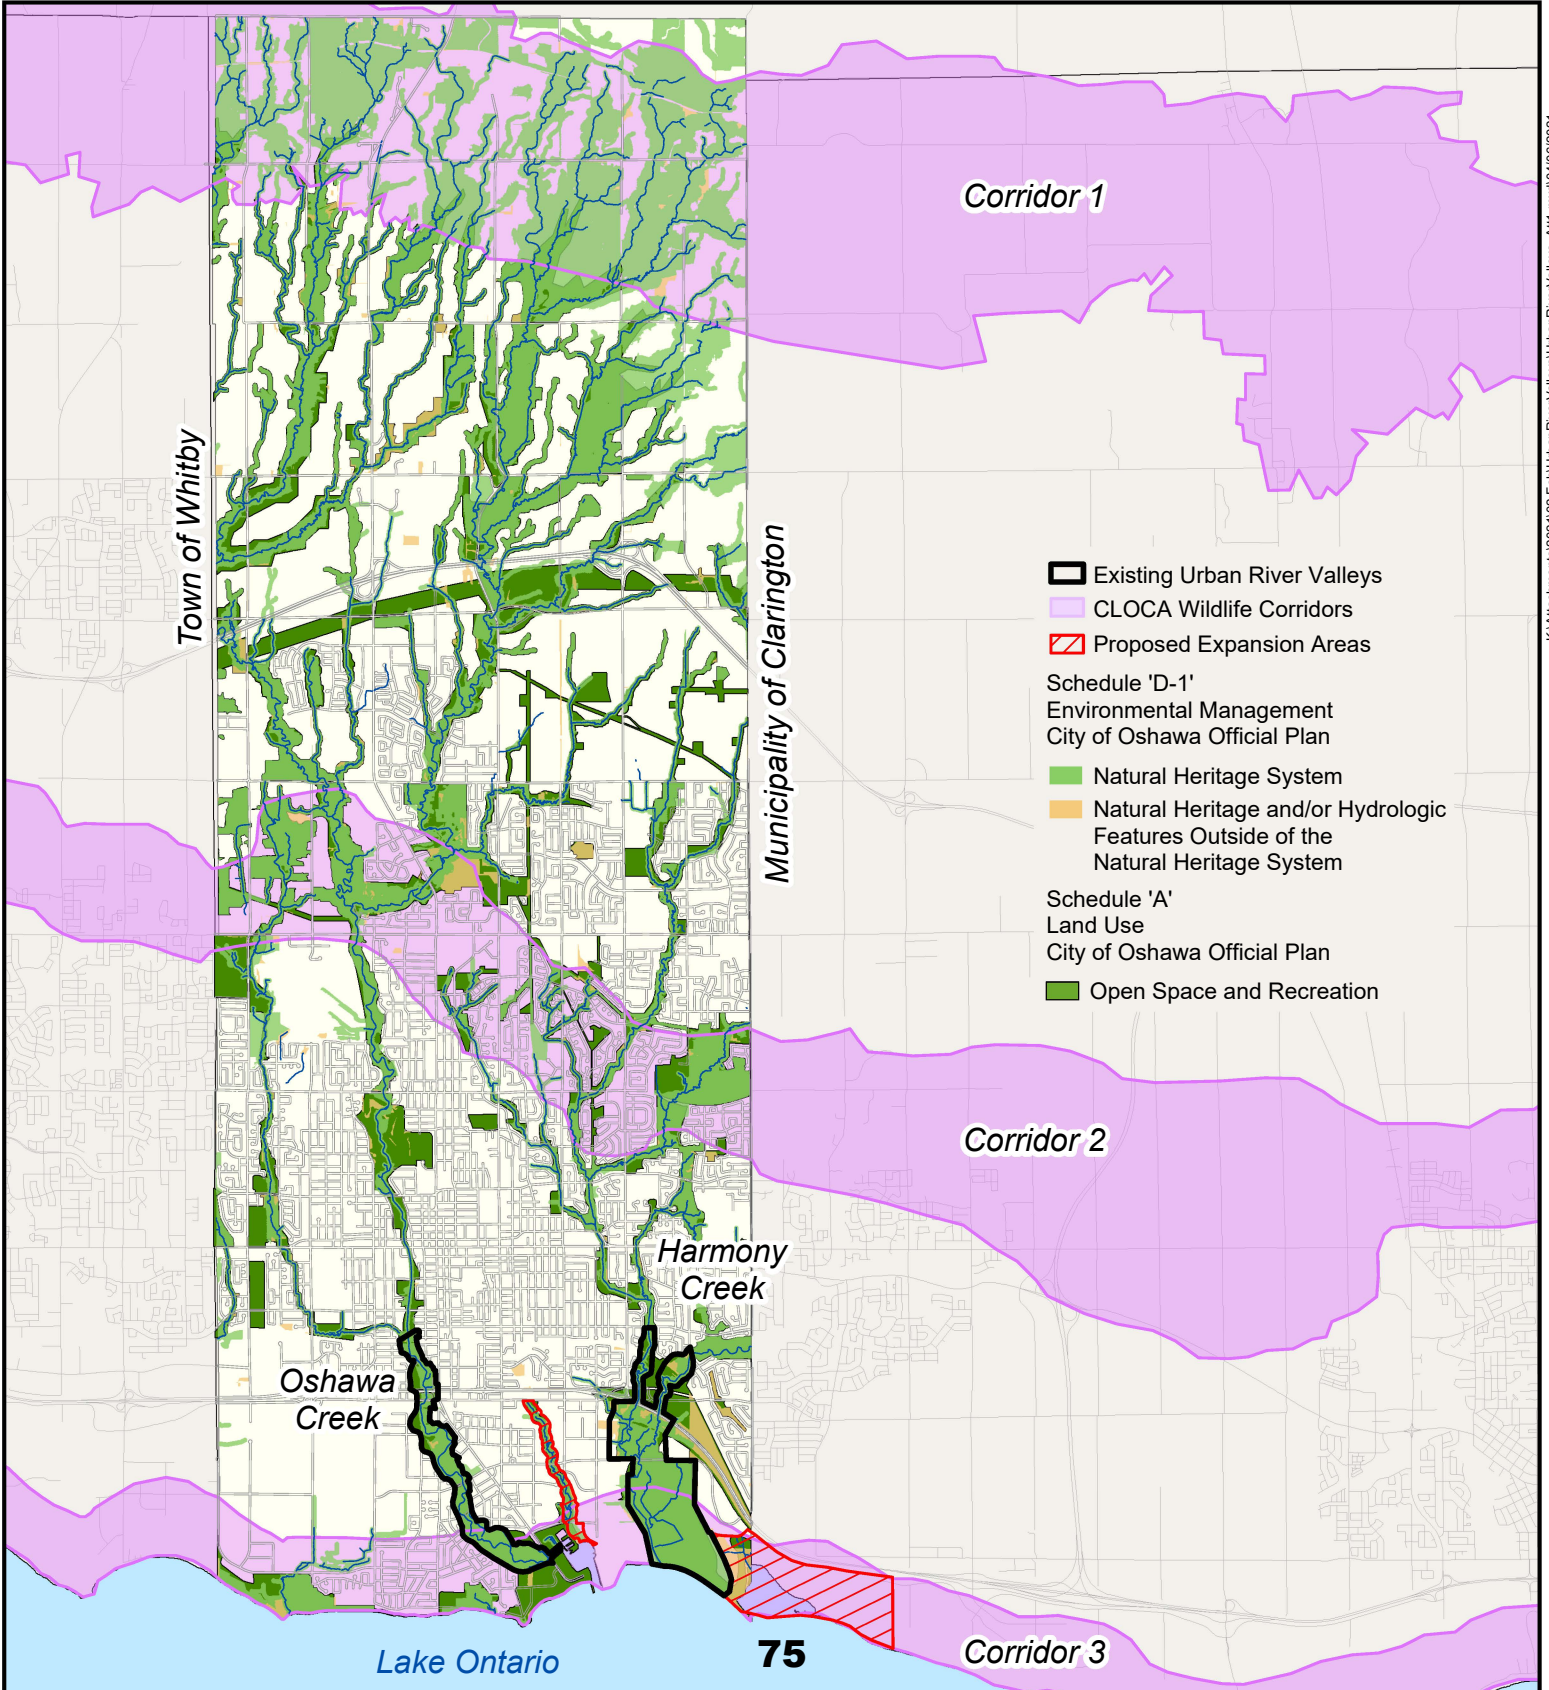 Corridor 1
Town of Whitby
Municipality of Clarington
Existing Urban River Valleys
CLOCA Wildlife Corridors
Proposed Expansion Areas
Schedule 'D-1'
Environmental Management
City of Oshawa Official Plan
Natural Heritage System
Natural Heritage and/or Hydrologic
Features Outside of the
Natural Heritage System
Schedule 'A'
Land Use
City of Oshawa Official Plan
Open Space and Recreation
Corridor 2
Harmony
Creek
Oshawa
Creek
Lake Ontario
75
Corridor 3